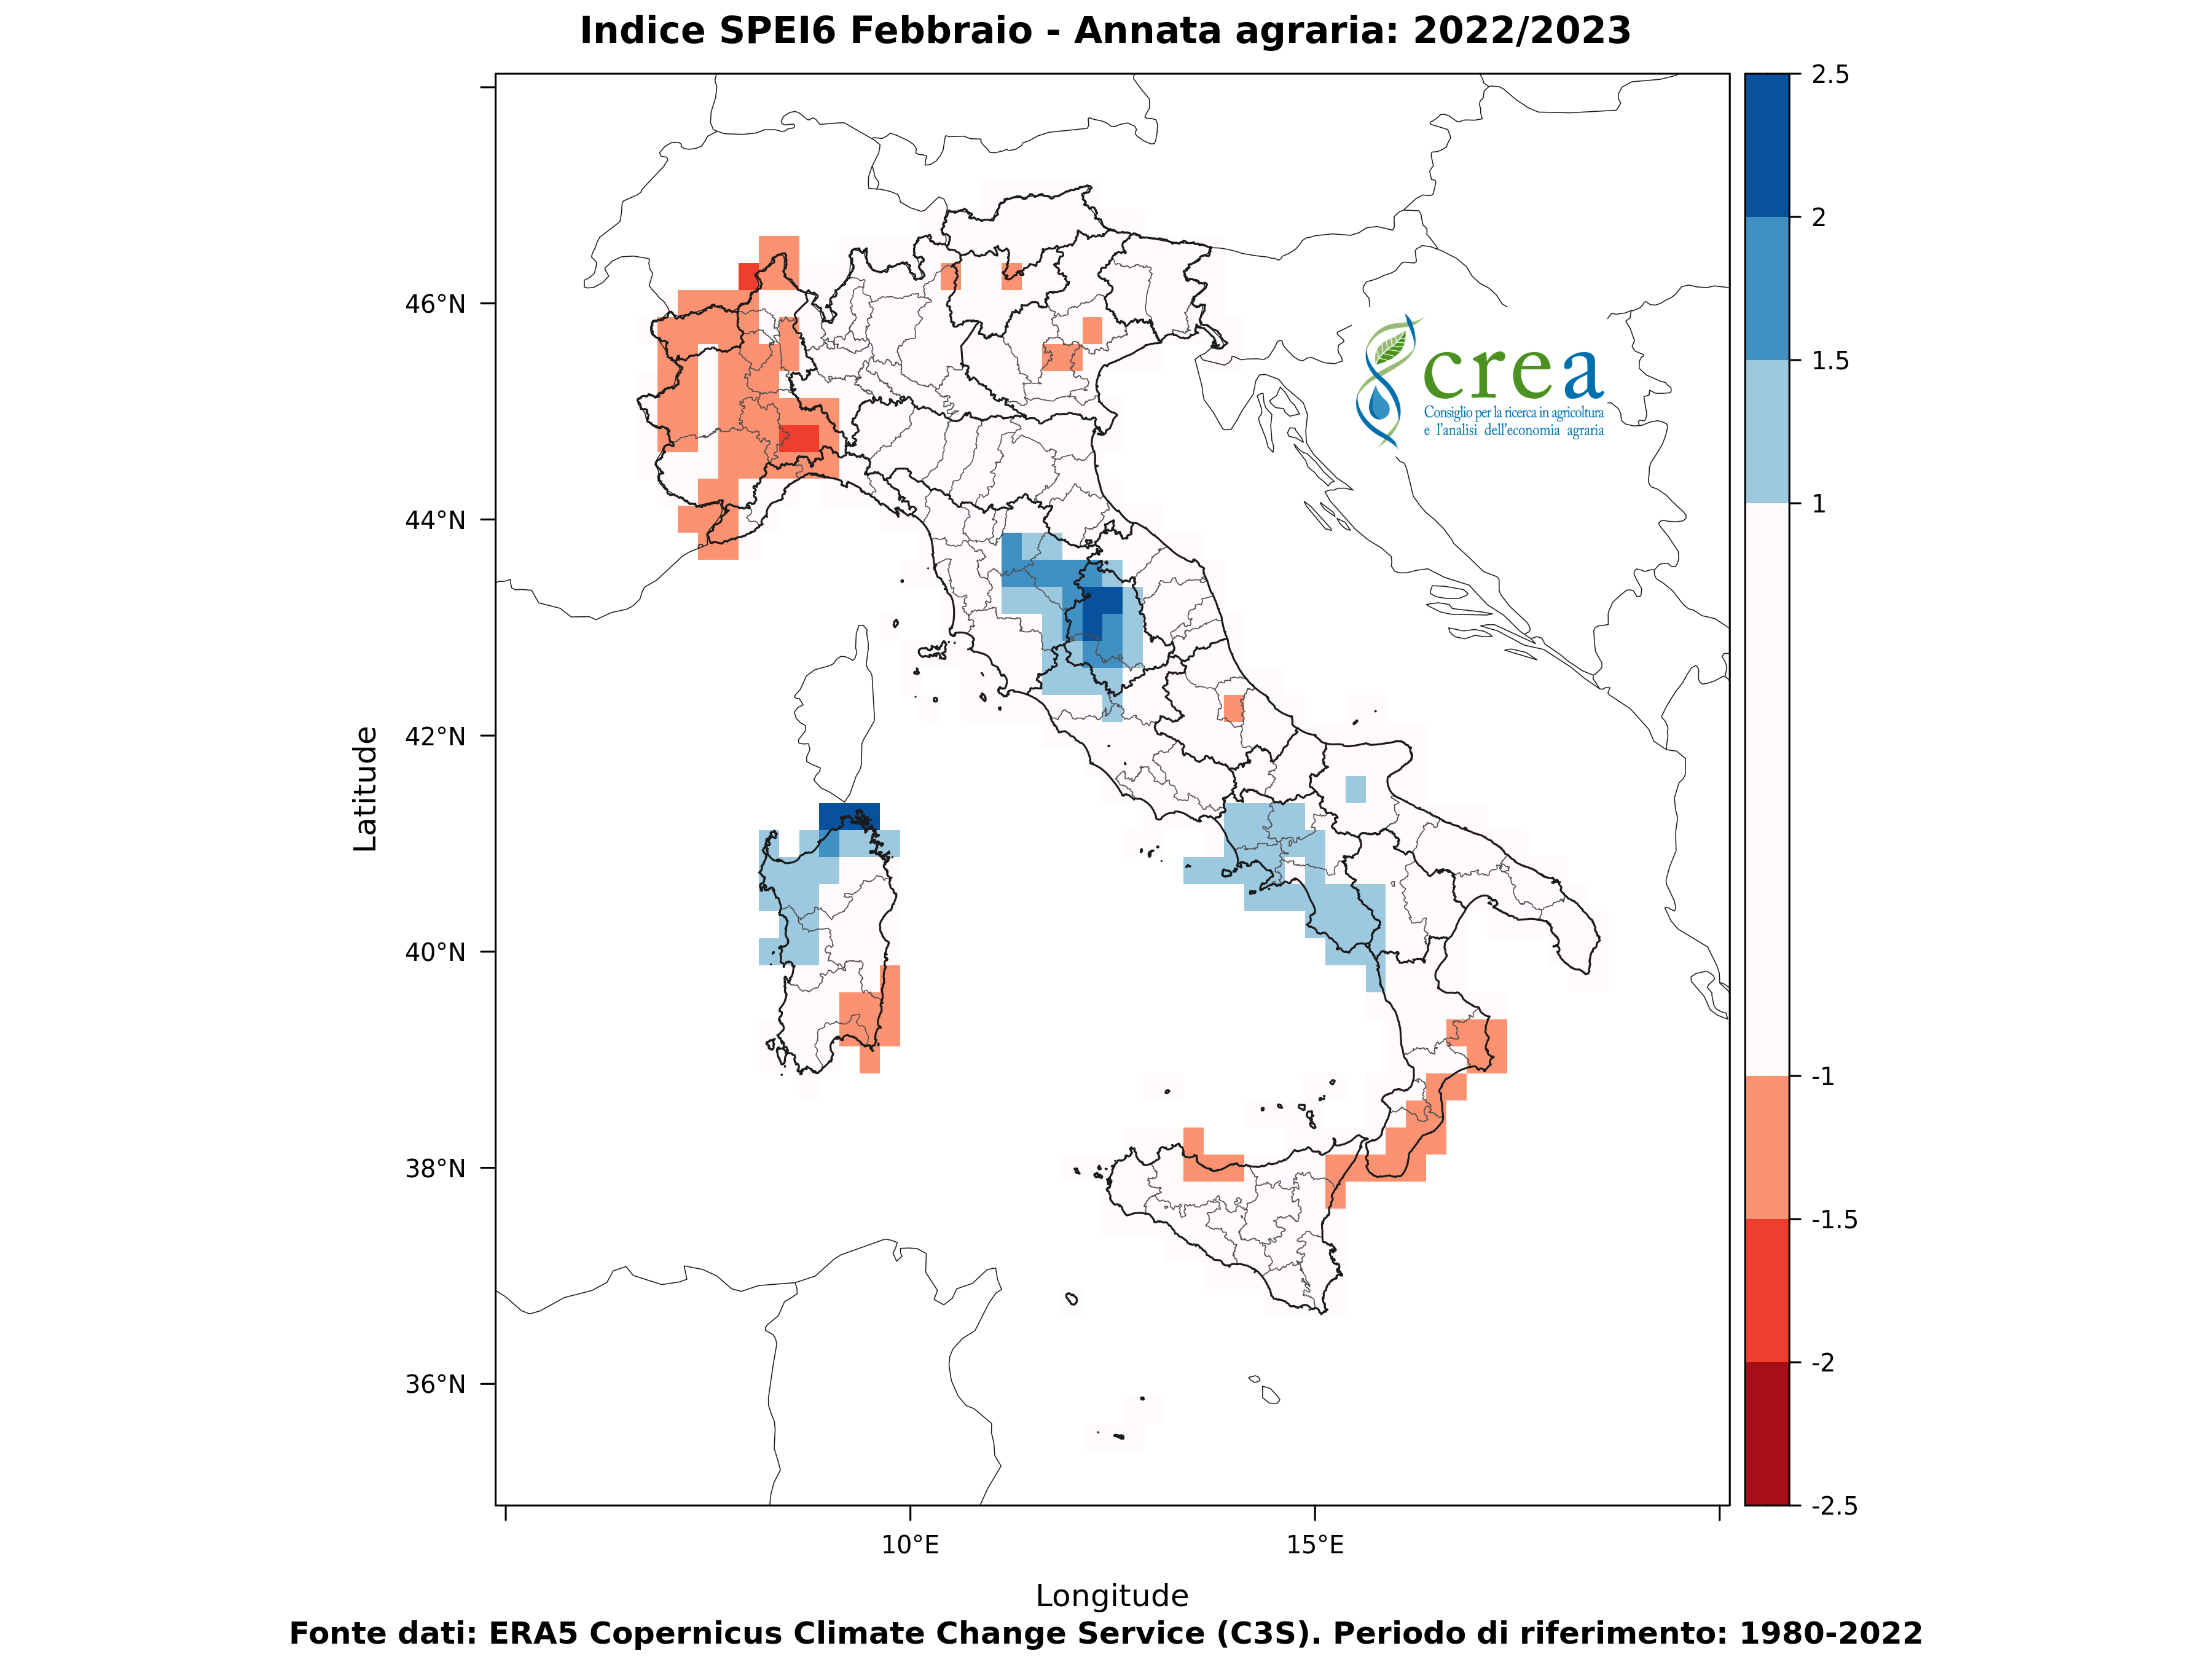 Indice SPEI6 Febbraio - Annata agraria: 2022/2023
2.5
2
1.5
1
-1
-1.5
-2
-2.5
46°N
44°N
42°N
40°N
38°N
36°N
Latitude
crea
Consiglio per la ricerca in agricoltura
e l'analisi dell'economia agraria
10°E 15°E
Longitude
Fonte dati: ERA5 Copernicus Climate Change Service (C3S). Periodo di riferimento: 1980-2022